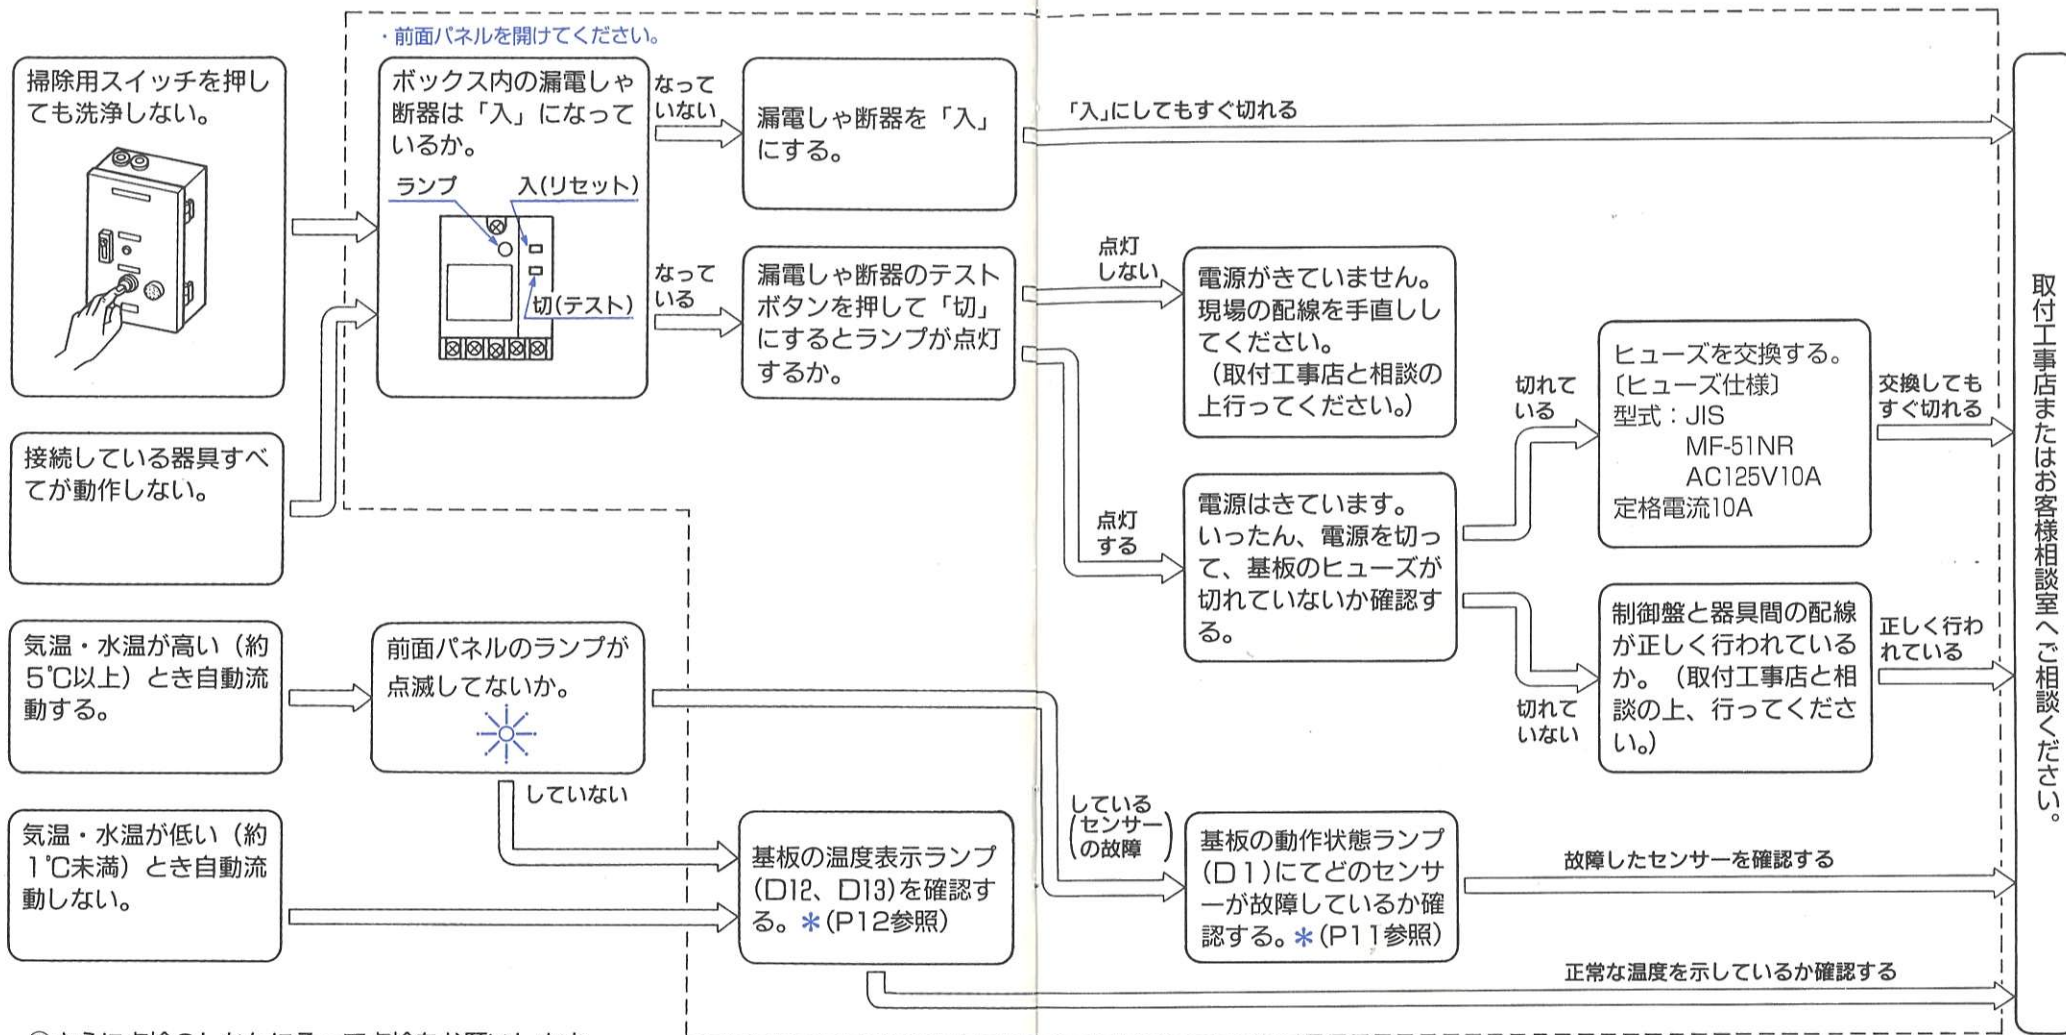 ・前面パネルを開けてください。
掃除用スイッチを押し
ても洗浄しない。
ボックス内の漏電しゃ
断器は「入」になって
いるか。
ランプ
入(リセット)
切(テスト)
なって
いない
漏電しゃ断器を「入」
にする。
「入」にしてもすぐ切れる
なって
いる
漏電しゃ断器のテスト
ボタンを押して「切」
にするとランプが点灯
するか。
点灯
しない
電源がきていません。
現場の配線を手直しし
てください。
(取付工事店と相談の
上行ってください。)
点灯
する
電源はきています。
いったん、電源を切っ
て、基板のヒューズが
切れていないか確認す
る。
切れて
いる
ヒューズを交換する。
〔ヒューズ仕様〕
型式:JIS
MF-51NR
AC125V10A
定格電流10A
交換しても
すぐ切れる
切れて
いない
制御盤と器具間の配線
が正しく行われている
か。(取付工事店と相
談の上、行ってくださ
い。)
正しく行わ
れている
接続している器具すべ
てが動作しない。
気温・水温が高い(約
5℃以上)とき自動流
動する。
前面パネルのランプが
点滅してないか。
していない
気温・水温が低い(約
1℃未満)とき自動流
動しない。
基板の温度表示ランプ
(D12、D13)を確認す
る。*(P12参照)
している
(センサー
の故障)
基板の動作状態ランプ
(D1)にてどのセンサ
ーが故障しているか確
認する。*(P11参照)
故障したセンサーを確認する
正常な温度を示しているか確認する
取付工事店またはお客様相談室へご相談ください。